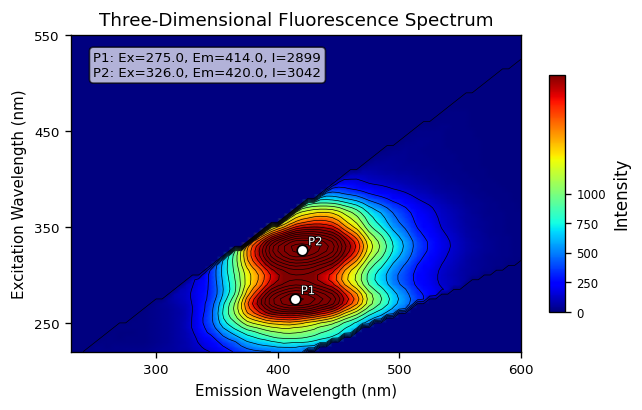 Three-Dimensional Fluorescence Spectrum
P1: Ex=275.0, Em=414.0, I=2899
P2: Ex=326.0, Em=420.0, I=3042
550
450
350
250
Excitation Wavelength (nm)
P2
P1
300
400
500
600
Emission Wavelength (nm)
1000
750
500
250
0
Intensity